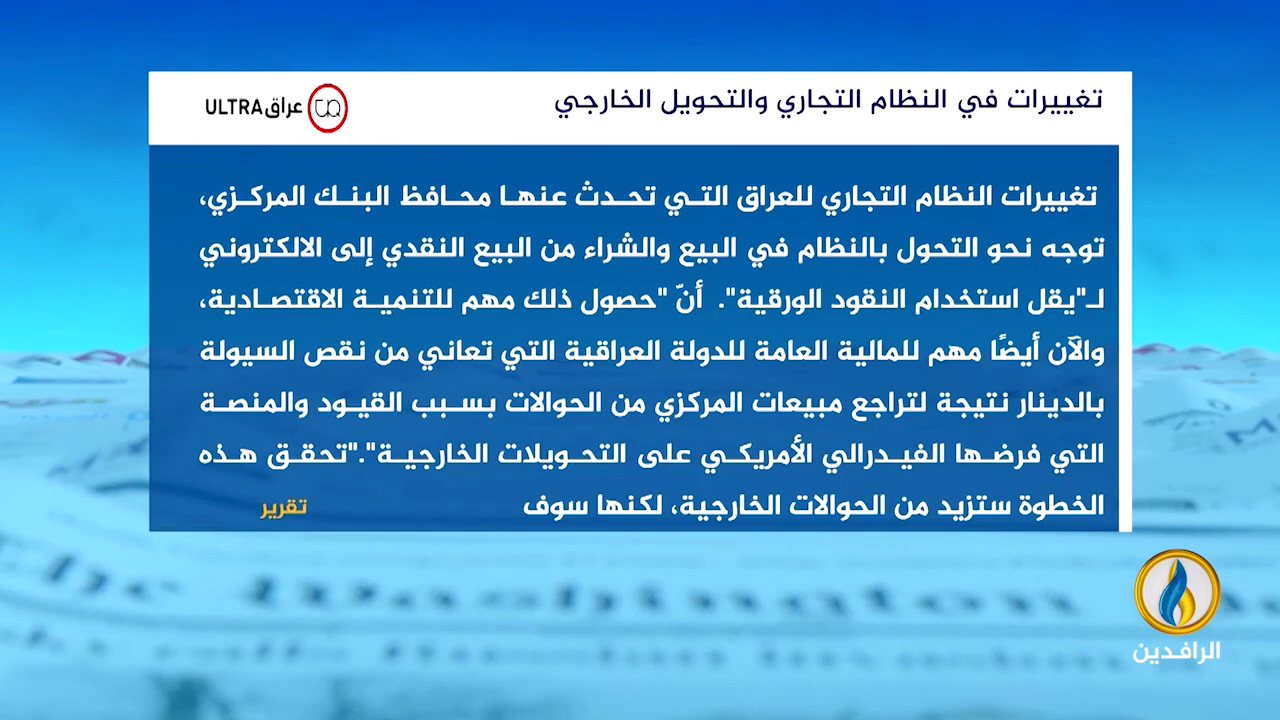 تغييرات في النظام التجاري والتحويل الخارجي
ULTRA عراق
تغييرات النظام التجاري للعراق التي تحدث عنها محافظ البنك المركزي،
توجه نحو التحول بالنظام في البيع والشراء من البيع النقدي إلى الالكتروني
لـ"يقل استخدام النقود الورقية". أنّ "حصول ذلك مهم للتنمية الاقتصادية،
والآن أيضًا مهم للمالية العامة للدولة العراقية التي تعاني من نقص السيولة
بالدينار نتيجة لتراجع مبيعات المركزي من الحوالات بسبب القيود والمنصة
التي فرضها الفيدرالي الأمريكي على التحويلات الخارجية"."تحقق هذه
الخطوة ستزيد من الحوالات الخارجية، لكنها سوف
تقرير
الرافدين